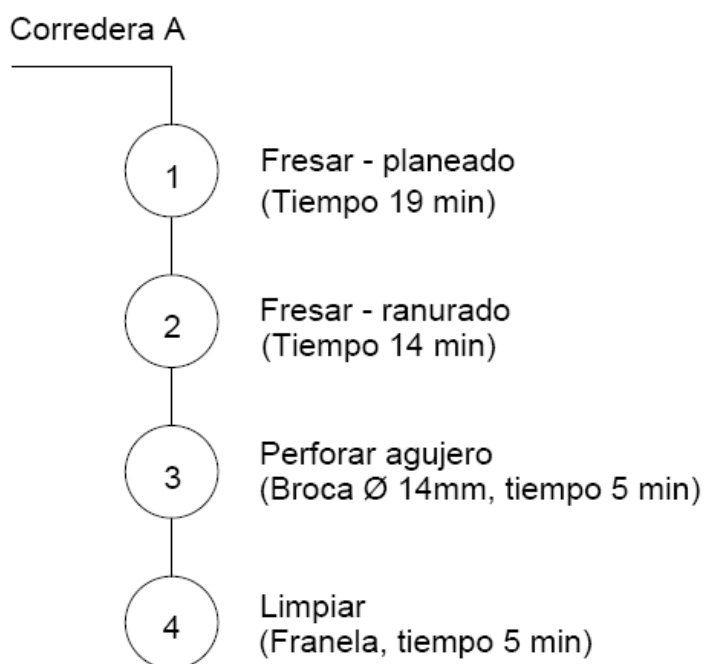 Corredera A
1
Fresar - planeado
(Tiempo 19 min)
2
Fresar - ranurado
(Tiempo 14 min)
3
Perforar agujero
(Broca Ø 14mm, tiempo 5 min)
4
Limpiar
(Franela, tiempo 5 min)